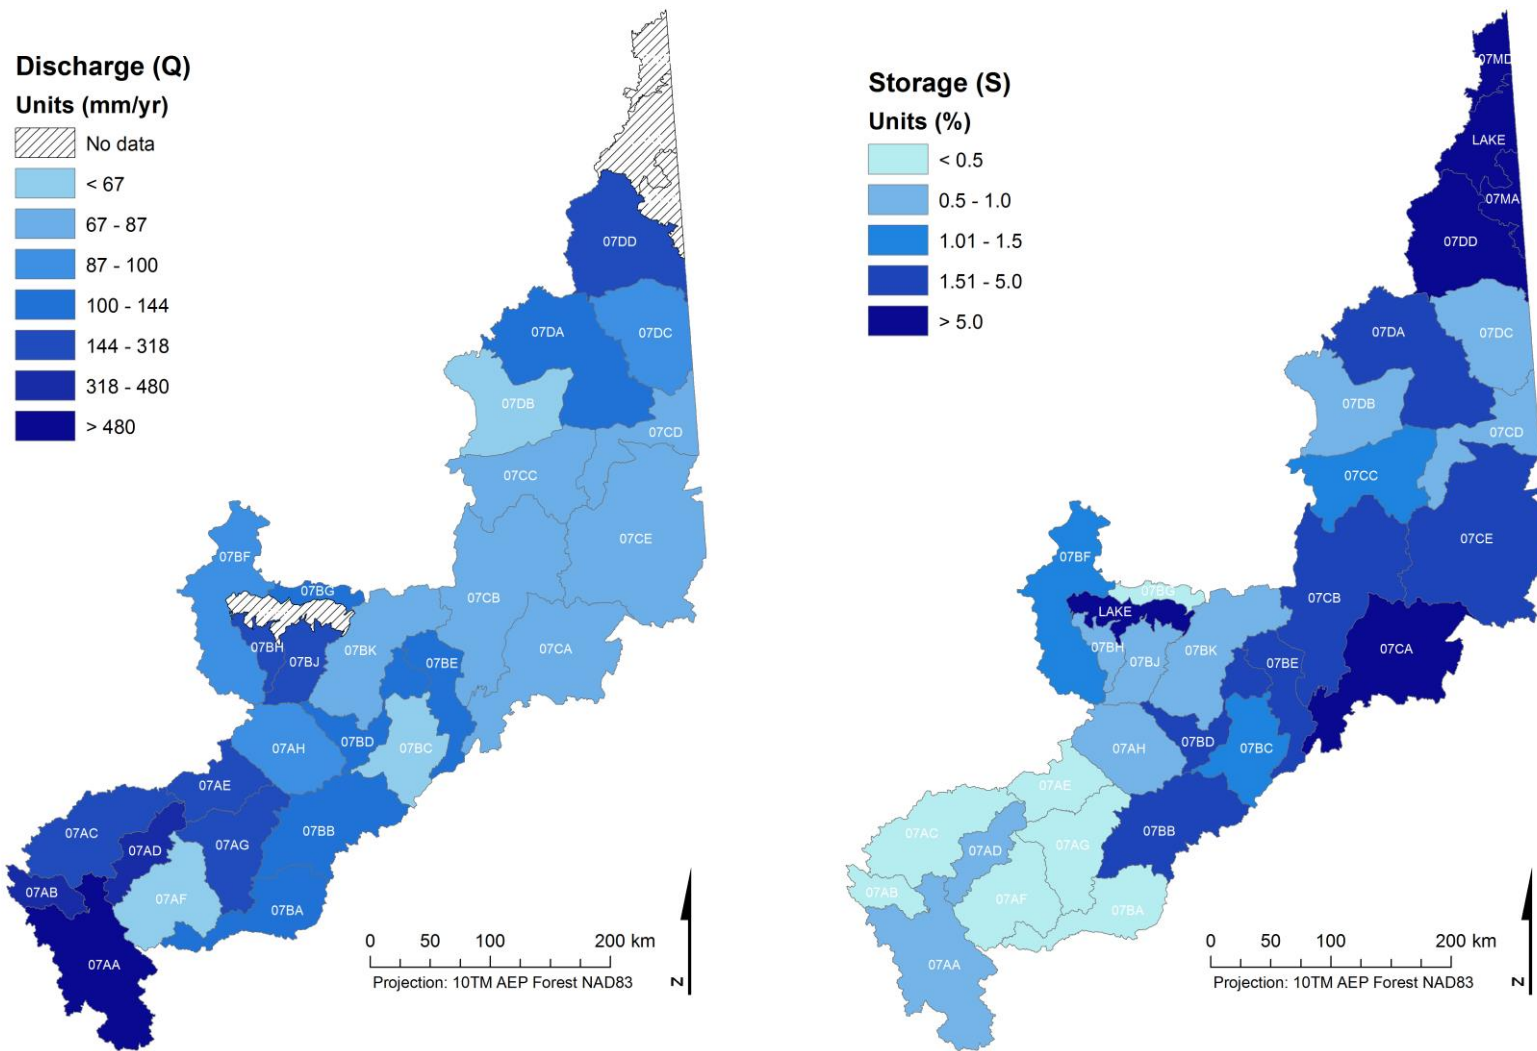 Discharge (Q)
Units (mm/yr)
No data
< 67
67 - 87
87 - 100
100 - 144
144 - 318
318 - 480
> 480
07DD
07DA
07DC
07DB
07CD
07CC
07CE
07BF
07BG
07CB
07BH
07BJ
07BK
07BE
07CA
07BD
07BC
07AH
07AE
07AC
07AD
07AG
07BB
07AB
07AF
07BA
07AA
0 50 100 200 km
Projection: 10TM AEP Forest NAD83
N
Storage (S)
Units (%)
< 0.5
0.5 - 1.0
1.01 - 1.5
1.51 - 5.0
> 5.0
07MD
LAKE
07MA
07DD
07DA
07DC
07DB
07CD
07CC
07CE
07BF
07BG
LAKE
07CB
07BH
07BJ
07BK
07BE
07CA
07BD
07BC
07AH
07AE
07AC
07AD
07AG
07BB
07AB
07AF
07BA
07AA
0 50 100 200 km
Projection: 10TM AEP Forest NAD83
N